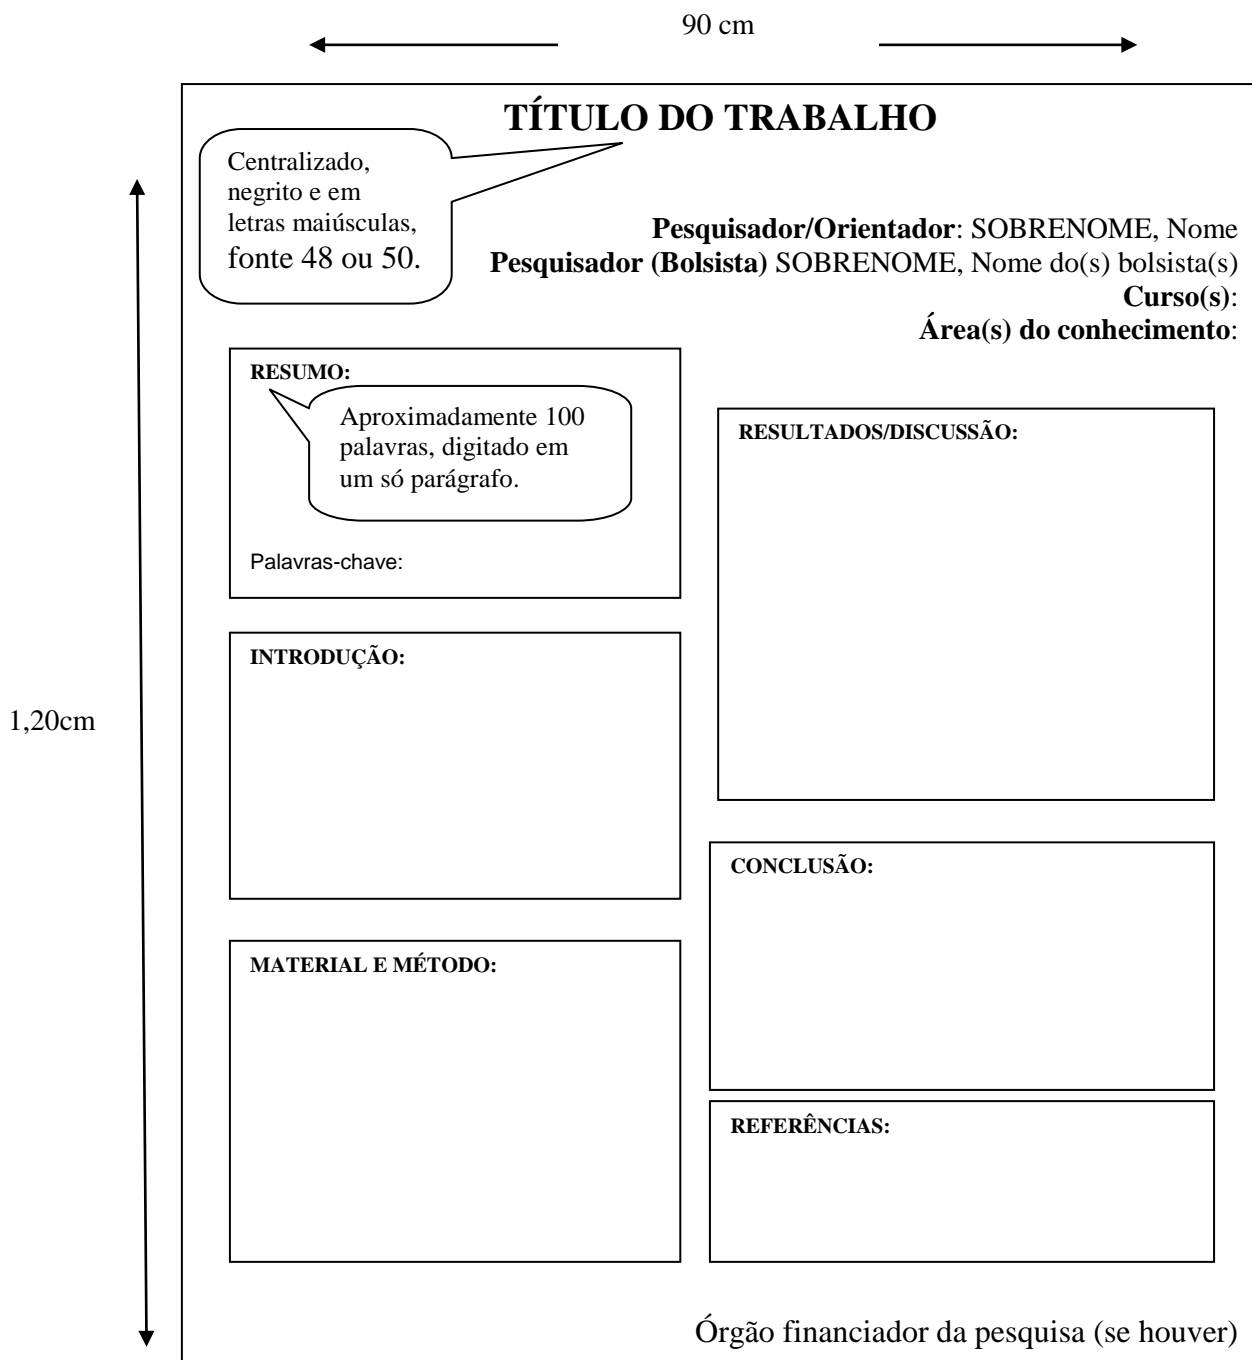 90 cm
TÍTULO DO TRABALHO
Centralizado,
negrito e em
letras maiúsculas,
fonte 48 ou 50.
Pesquisador/Orientador: SOBRENOME, Nome
Pesquisador (Bolsista) SOBRENOME, Nome do(s) bolsista(s)
Curso(s):
Área(s) do conhecimento:
RESUMO:
Aproximadamente 100
palavras, digitado em
um só parágrafo.
Palavras-chave:
INTRODUÇÃO:
1,20cm
MATERIAL E MÉTODO:
RESULTADOS/DISCUSSÃO:
CONCLUSÃO:
REFERÊNCIAS:
Órgão financiador da pesquisa (se houver)